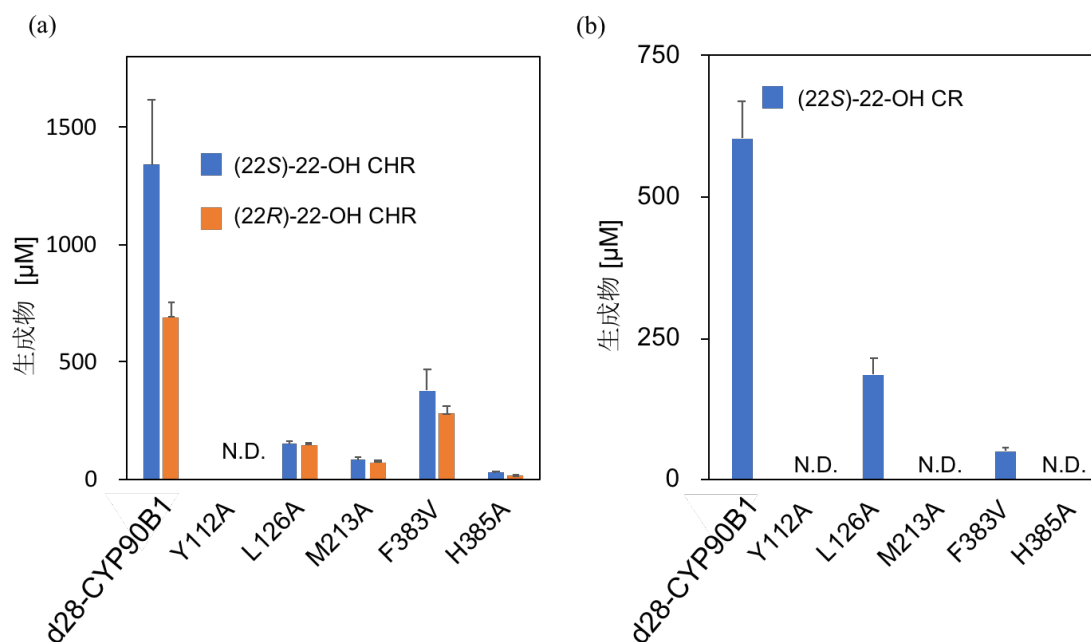 (a)
生成物 [μM]
1500
1000
500
0
(22S)-22-OH CHR
(22R)-22-OH CHR
N.D.
d28-CYP90B1
Y112A
L126A
M213A
F383V
H385A
(b)
生成物 [μM]
750
500
250
0
(22S)-22-OH CR
N.D.
N.D.
N.D.
d28-CYP90B1
Y112A
L126A
M213A
F383V
H385A